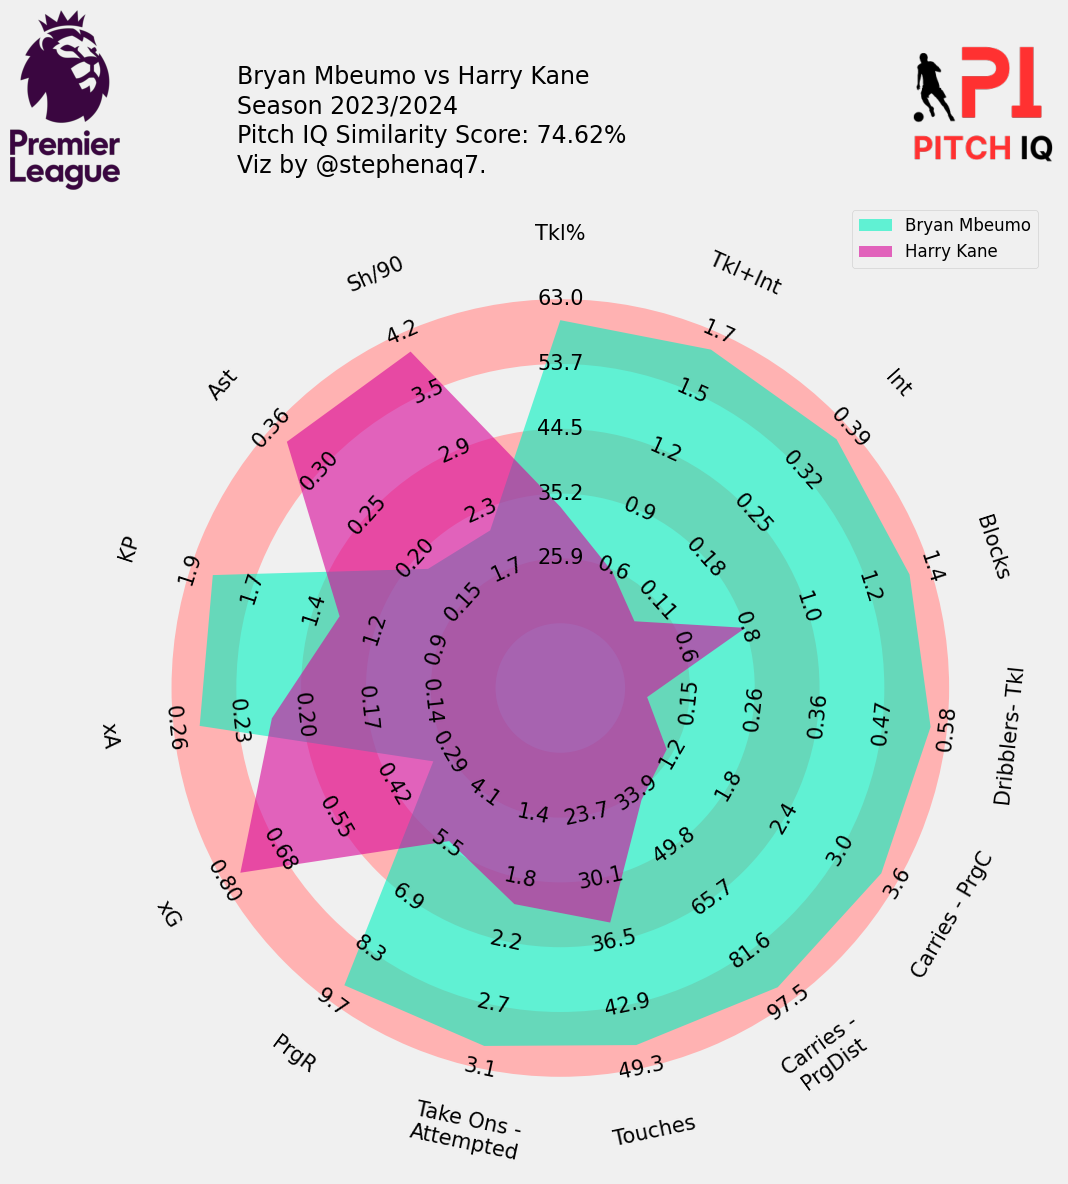 Premier
League
Bryan Mbeumo vs Harry Kane
Season 2023/2024
Pitch IQ Similarity Score: 74.62%
Viz by @stephenaq7.
PI
PITCH IQ
Bryan Mbeumo
Harry Kane
Tkl%
63.0
53.7
44.5
35.2
25.9
Tkl+Int
1.7
1.5
1.2
0.9
0.6
Int
0.39
0.32
0.25
0.18
0.11
Blocks
1.4
1.2
1.0
0.8
0.6
Dribblers- Tkl
0.58
0.47
0.36
0.26
0.15
Carries - PrgC
3.6
3.0
2.4
1.8
1.2
Carries -
PrgDist
97.5
81.6
65.7
49.8
33.9
Touches
49.3
42.9
36.5
30.1
23.7
Take Ons -
Attempted
3.1
2.7
2.2
1.8
1.4
PrgR
9.7
8.3
6.9
5.5
4.1
xG
0.80
0.68
0.55
0.42
0.29
xA
0.26
0.23
0.20
0.17
0.14
KP
1.9
1.7
1.4
1.2
0.9
Ast
0.36
0.30
0.25
0.20
0.15
Sh/90
4.2
3.5
2.9
2.3
1.7